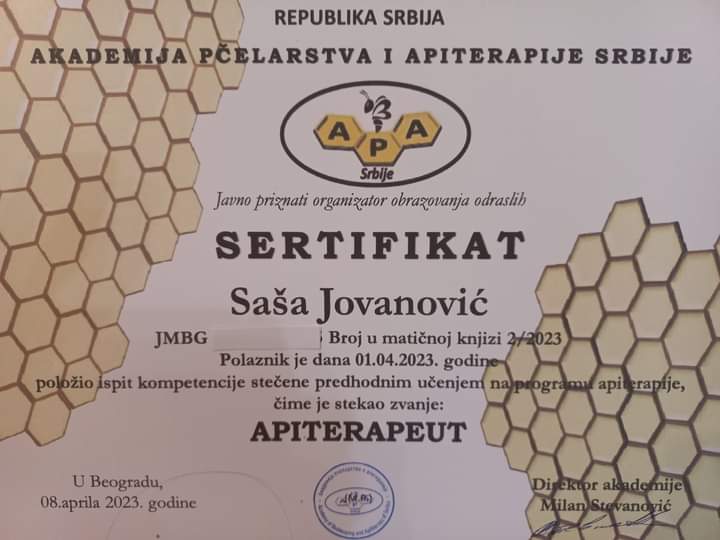 REPUBLIKA SRBIJA
AKADEMIJA PČELARSTVA I APITERAPIJE SRBIJE
A P A
Srbije
Javno priznati organizator obrazovanja odraslih
SERTIFIKAT
Saša Jovanović
JMBG Broj u matičnoj knjizi 2/2023
Polaznik je dana 01.04.2023. godine
položio ispit kompetencije stečene predhodnim učenjem na programu apiterapije,
čime je stekao zvanje:
APITERAPEUT
U Beogradu,
08.aprila 2023. godine
Direktor akademije
Milan Stevanović